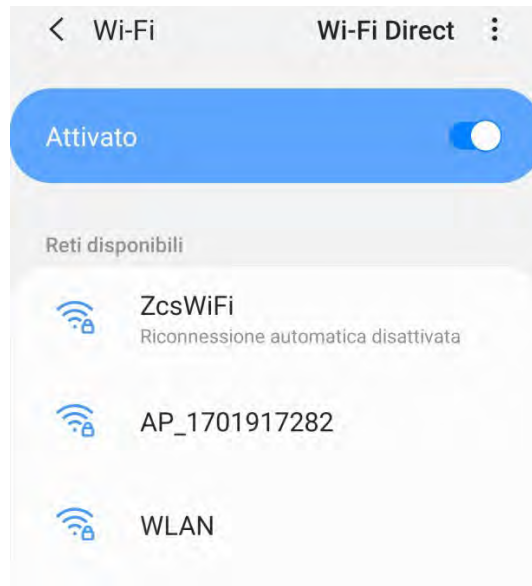 Wi-Fi Wi-Fi Direct
Attivato
Reti disponibili
ZcsWiFi
Riconnessione automatica disattivata
AP_1701917282
WLAN